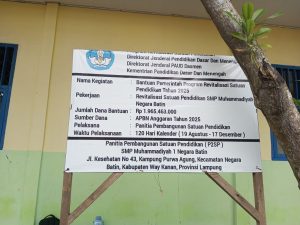 Direktorat Jenderal Pendidikan Dasar Dan Menengah
Direktorat Jenderal PAUD Dasmen
Kementrian Pendidikan Dasar Dan Menengah
Nama Kegiatan : Bantuan Pemerintah Program Revitalisasi Satuan
Pendidikan Tahun 2025
Pekerjaan : Revitalisasi Satuan Pendidikan SMP Muhammadiyah 1
Negara Batin
Jumlah Dana Bantuan : Rp 1.965.463.000
Sumber Dana : APBN Anggaran Tahun 2025
Pelaksana : Panitia Pembangunan Satuan Pendidikan
Waktu Pelaksanaan : 120 Hari Kalender (19 Agustus - 17 Desember)
Panitia Pembangunan Satuan Pendidikan (P2SP)
SMP Muhammadiyah 1 Negara Batin
Jl. Kesehatan No 43, Kampung Purwa Agung, Kecamatan Negara
Batin, Kabupaten Way Kanan, Provinsi Lampung